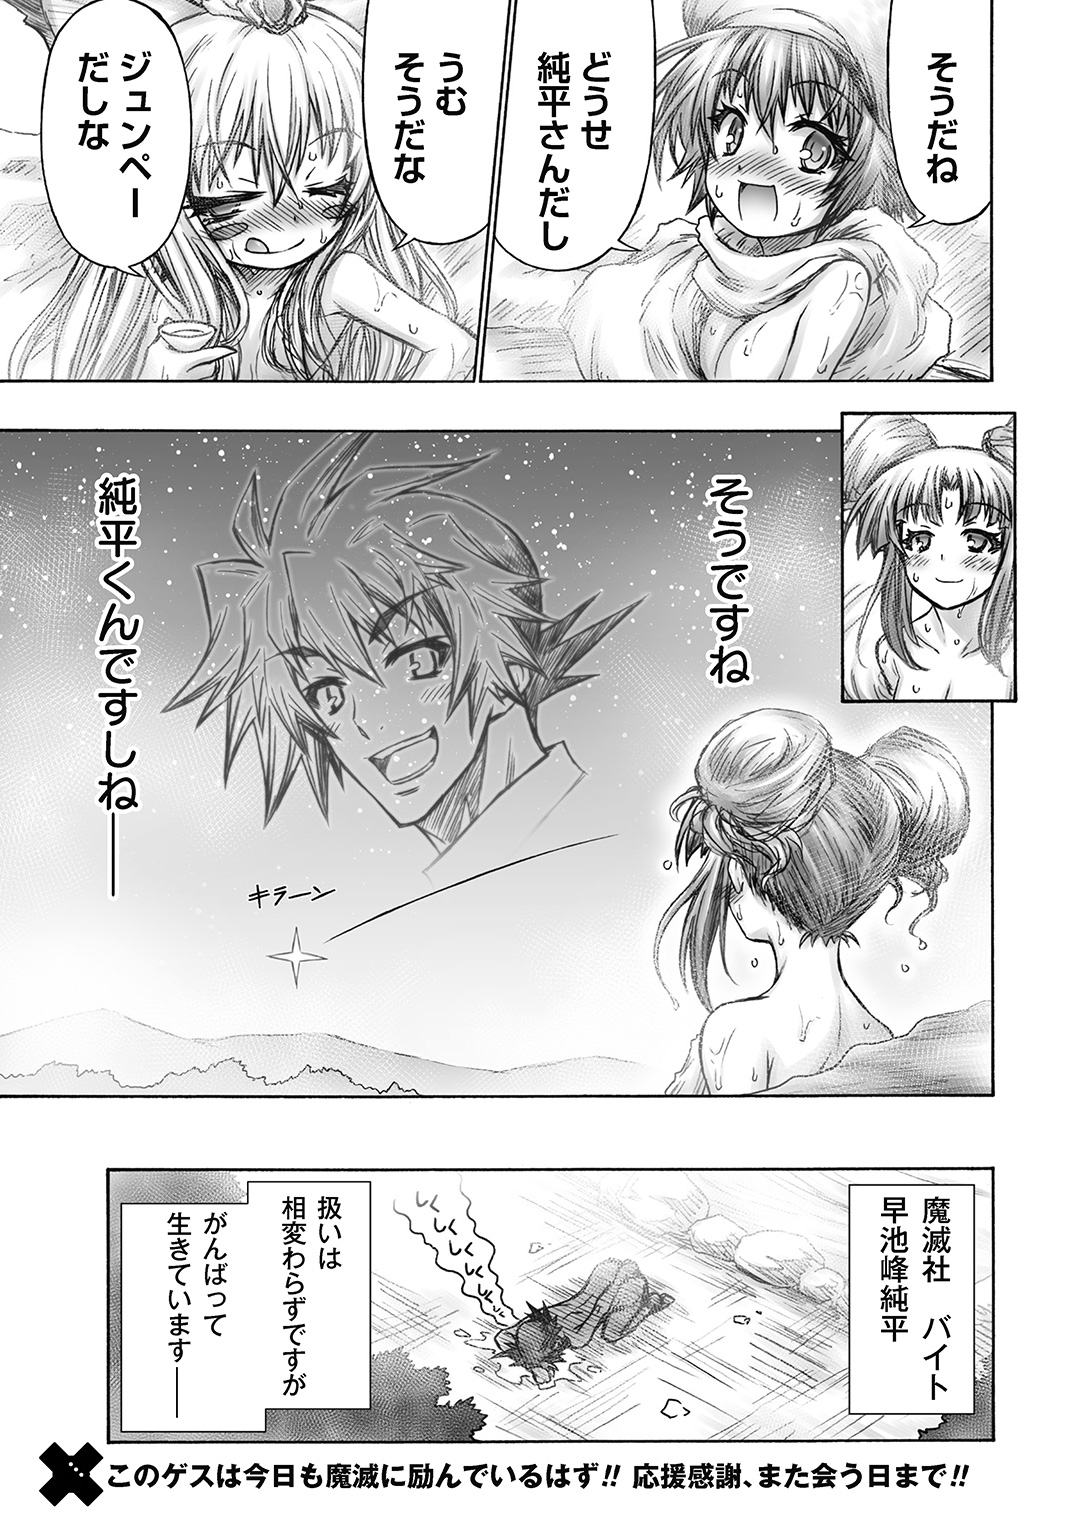 そうだね
どうせ
純平さんだし
うむ
そうだな
ジュンペー
だしな
そうですね
純平くんですしね――
キラーン
魔滅社　バイト
早池峰純平
しくしくしく
しくしく
扱いは
相変わらずですが
がんばって
生きています――
このゲスは今日も魔滅に励んでいるはず!! 応援感謝、また会う日まで!!